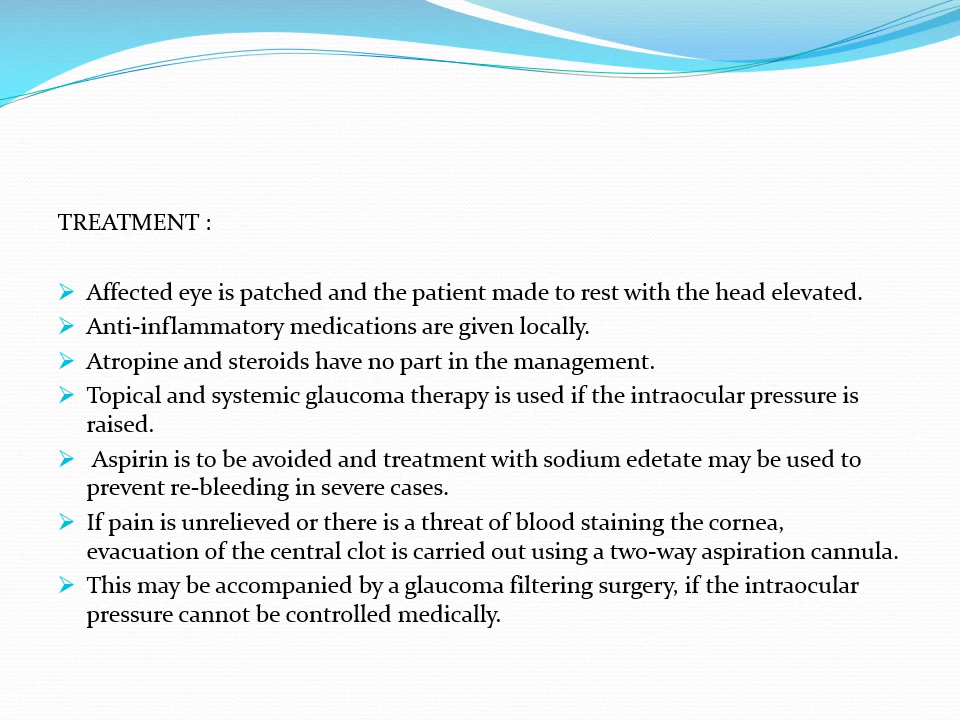 TREATMENT :
➢ Affected eye is patched and the patient made to rest with the head elevated.
➢ Anti-inflammatory medications are given locally.
➢ Atropine and steroids have no part in the management.
➢ Topical and systemic glaucoma therapy is used if the intraocular pressure is
raised.
➢ Aspirin is to be avoided and treatment with sodium edetate may be used to
prevent re-bleeding in severe cases.
➢ If pain is unrelieved or there is a threat of blood staining the cornea,
evacuation of the central clot is carried out using a two-way aspiration cannula.
➢ This may be accompanied by a glaucoma filtering surgery, if the intraocular
pressure cannot be controlled medically.